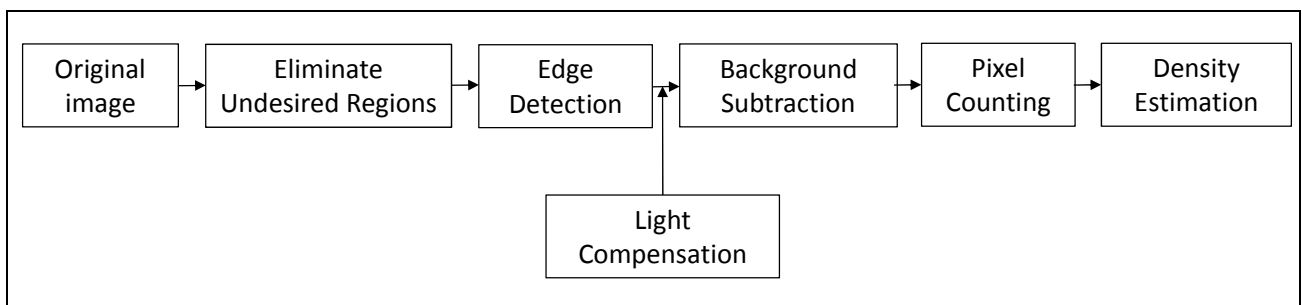 Original
image
Eliminate
Undesired Regions
Edge
Detection
Background
Subtraction
Pixel
Counting
Density
Estimation
Light
Compensation